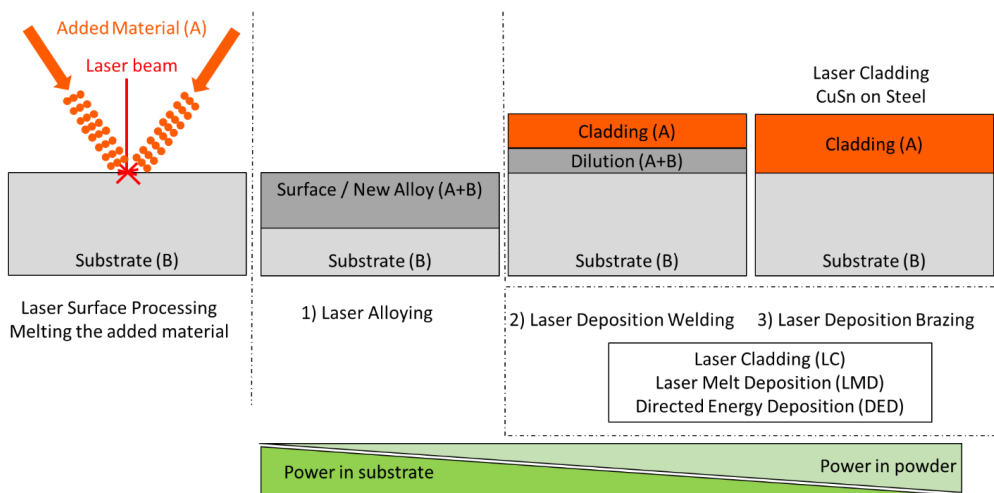 Added Material (A)
Laser beam
Substrate (B)
Laser Surface Processing
Melting the added material
Surface / New Alloy (A+B)
Substrate (B)
1) Laser Alloying
Cladding (A)
Dilution (A+B)
Substrate (B)
2) Laser Deposition Welding
Laser Cladding
CuSn on Steel
Cladding (A)
Substrate (B)
3) Laser Deposition Brazing
Laser Cladding (LC)
Laser Melt Deposition (LMD)
Directed Energy Deposition (DED)
Power in substrate
Power in powder